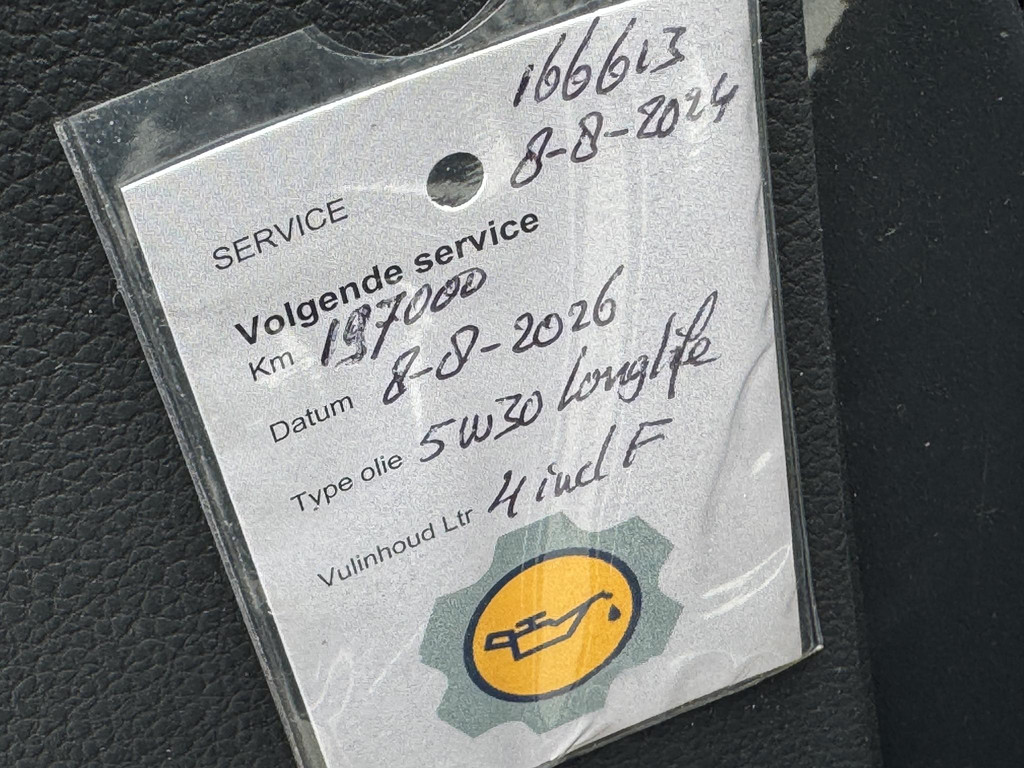 166613
8-8-2024
SERVICE
Volgende service
Km 197000
Datum 8-8-2026
Type olie 5W30 Longlife
Vulinhoud Ltr 4 incl F